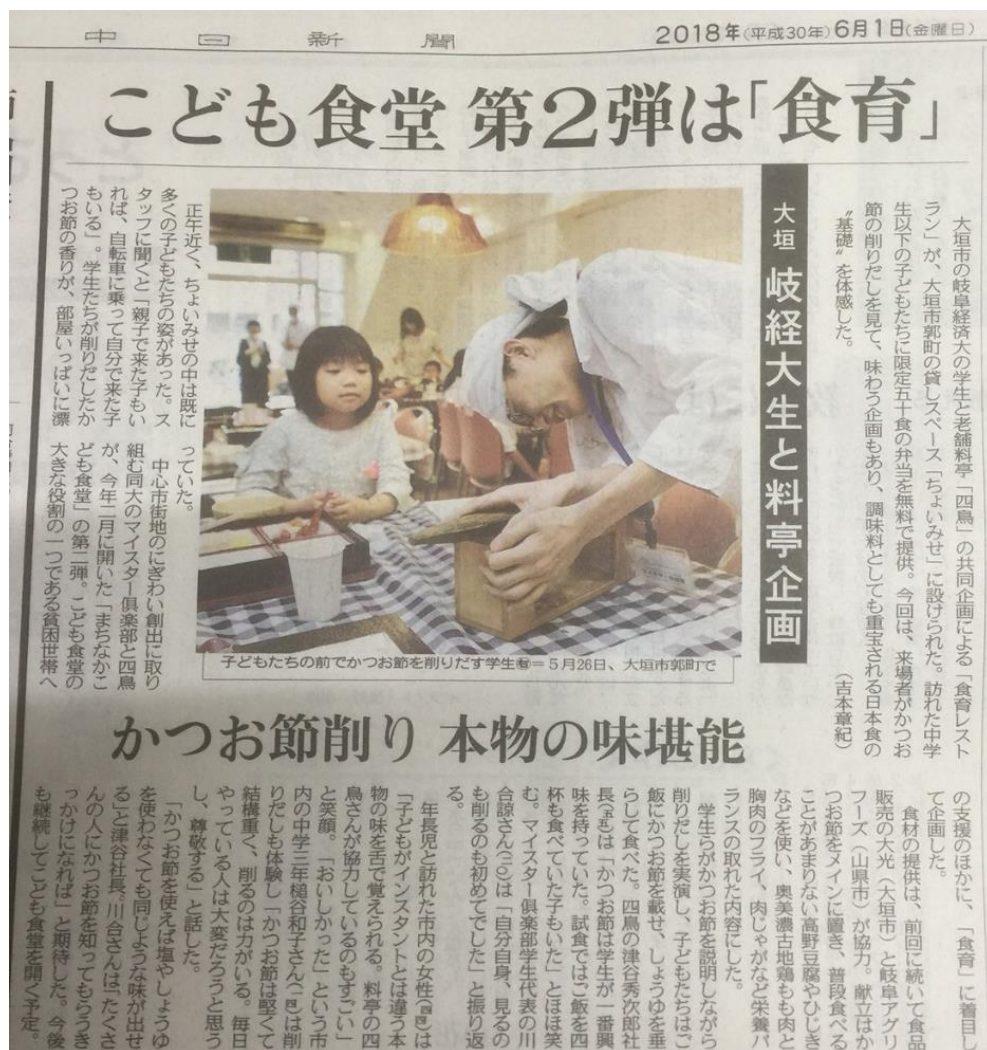 中日新聞
2018年(平成30年)6月1日(金曜日)
こども食堂 第2弾は「食育」
大垣 岐経大生と料亭企画
大垣市の岐阜経済大の学生と老舗料亭「四鳥」の共同企画による「食育レスト
ラン」が、大垣市郭町の貸しスペース「ちょいみせ」に設けられた。訪れた中学
生以下の子どもたちに限定五十食の弁当を無料で提供。今回は、来場者がかつお
節の削りだしを見て、味わう企画もあり、調味料としても重宝される日本食の
〝基礎〟を体感した。
(吉本章紀)
子どもたちの前でかつお節を削りだす学生㊨=5月26日、大垣市郭町で
正午近く、ちょいみせの中は既に
多くの子どもたちの姿があった。ス
タッフに聞くと「親子で来た子もい
れば、自転車に乗って自分で来た子
もいる」。学生たちが削りだしたか
つお節の香りが、部屋いっぱいに漂
っていた。
中心市街地のにぎわい創出に取り
組む同大のマイスター倶楽部と四鳥
が、今年二月に開いた「まちなかこ
ども食堂」の第二弾。こども食堂の
大きな役割の一つである貧困世帯へ
かつお節削り 本物の味堪能
の支援のほかに、「食育」に着目し
て企画した。
食材の提供は、前回に続いて食品
販売の大光(大垣市)と岐阜アグリ
フーズ(山県市)が協力。献立はか
つお節をメインに置き、普段食べる
ことがあまりない高野豆腐やひじき
などを使い、奥美濃古地鶏もも肉と
胸肉のフライ、肉じゃがなど栄養バ
ランスの取れた内容にした。
学生らがかつお節を説明しながら
削りだしを実演し、子どもたちはご
飯にかつお節を載せ、しょうゆを垂
らして食べた。四鳥の津谷秀次郎社
長(五五)は「かつお節は学生が一番興
味を持っていた。試食ではご飯を四
杯も食べていた子もいた」とほほ笑
む。マイスター倶楽部学生代表の川
合諒さん(二〇)は「自分自身、見るの
も削るのも初めてでした」と振り返
る。
年長児と訪れた市内の女性(四〇)は
「子どもがインスタントとは違う本
物の味を舌で覚えられる。料亭の四
鳥さんが協力しているのもすごい」
と笑顔。「おいしかった」という市
内の中学三年槌谷和子さん(一四)は削
りだしも体験し「かつお節は堅くて
結構重く、削るのは力がいる。毎日
やっている人は大変だろうと思う
し、尊敬する」と話した。
「かつお節を使えば塩やしょうゆ
を使わなくても同じような味が出せ
る」と津谷社長。川合さんは「たくさ
んの人にかつお節を知ってもらうき
っかけになれば」と期待した。今後
も継続してこども食堂を開く予定。